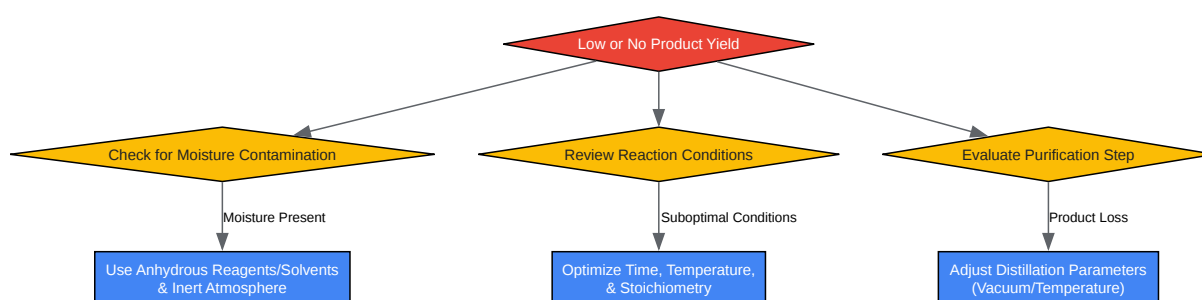 Low or No Product Yield
Check for Moisture Contamination
Review Reaction Conditions
Evaluate Purification Step
Moisture Present
Suboptimal Conditions
Product Loss
Use Anhydrous Reagents/Solvents
& Inert Atmosphere
Optimize Time, Temperature,
& Stoichiometry
Adjust Distillation Parameters
(Vacuum/Temperature)